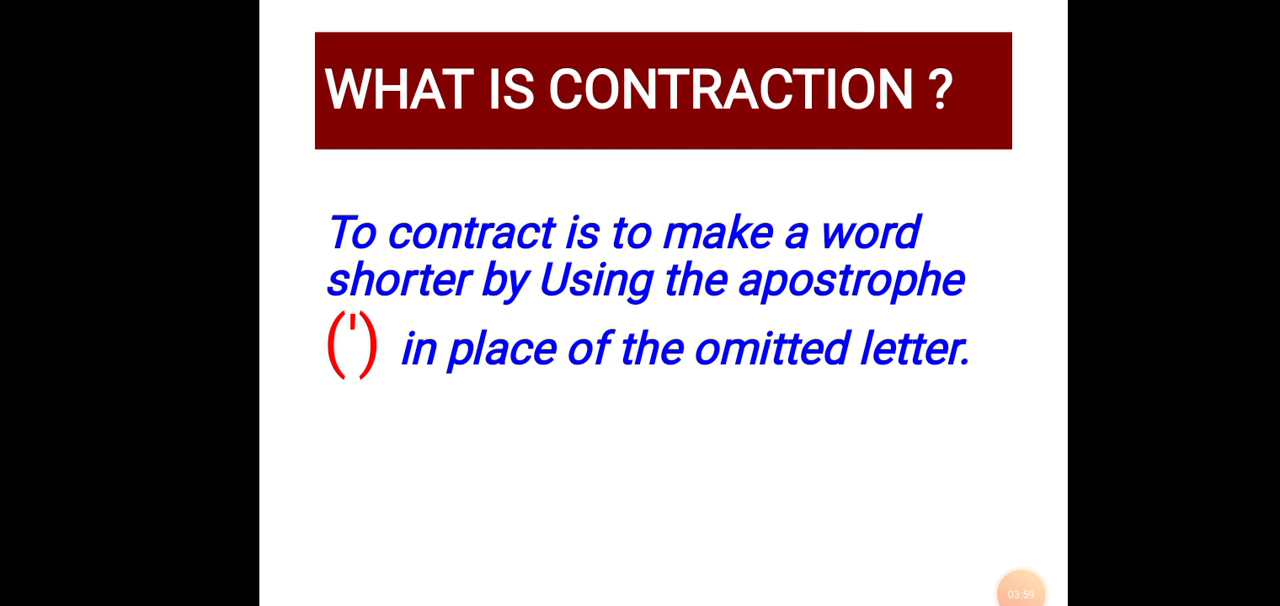 WHAT IS CONTRACTION ?
To contract is to make a word
shorter by Using the apostrophe
(') in place of the omitted letter.
03:59